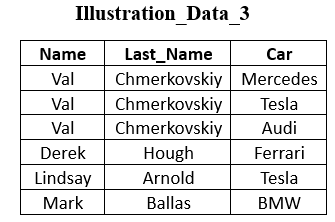 Illustration_Data_3
Name Last_Name Car
Val Chmerkovskiy Mercedes
Val Chmerkovskiy Tesla
Val Chmerkovskiy Audi
Derek Hough Ferrari
Lindsay Arnold Tesla
Mark Ballas BMW